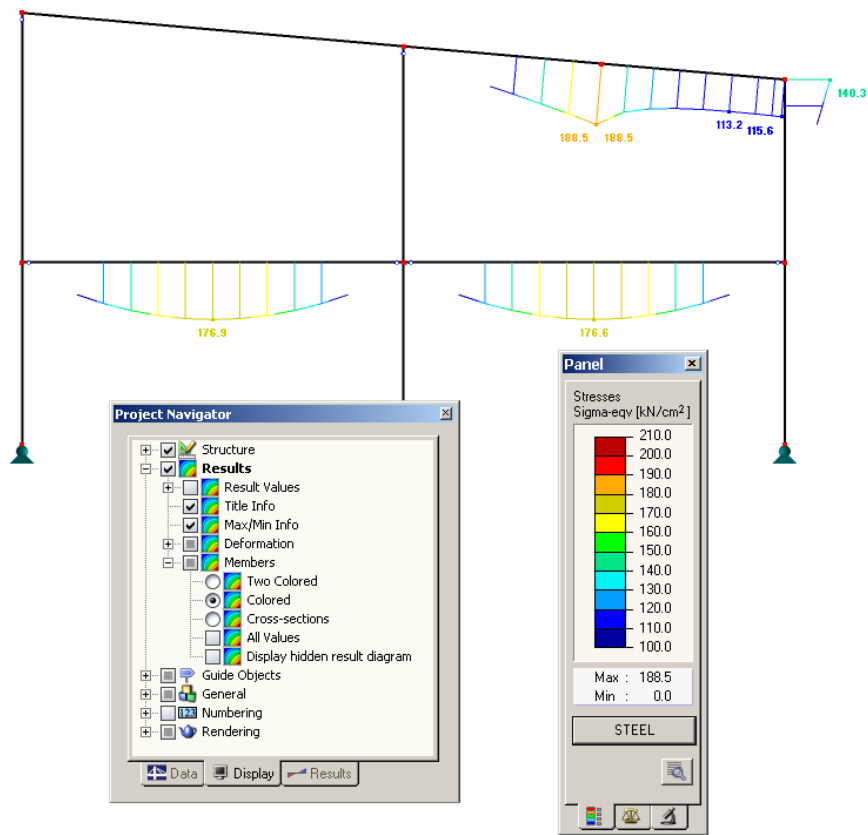 140.3
188.5 188.5
113.2 115.6
176.9
176.6
Project Navigator
Structure
Results
Result Values
Title Info
Max/Min Info
Deformation
Members
Two Colored
Colored
Cross-sections
All Values
Display hidden result diagram
Guide Objects
General
123 Numbering
Rendering
Data Display Results
Panel
Stresses
Sigma-eqv [kN/cm²]
210.0
200.0
190.0
180.0
170.0
160.0
150.0
140.0
130.0
120.0
110.0
100.0
Max : 188.5
Min : 0.0
STEEL